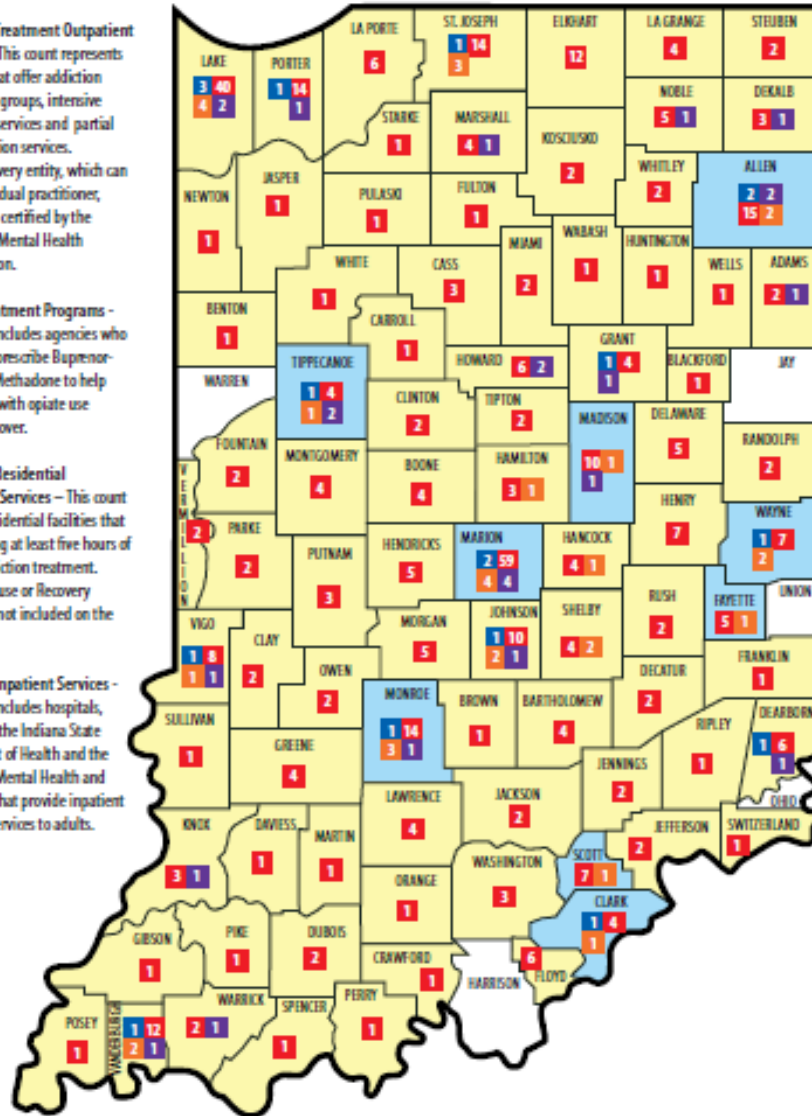 Treatment Outpatient
This count represents
at offer addiction
groups, intensive
services and partial
ion services.
very entity, which can
dual practitioner,
certified by the
Mental Health
on.
tment Programs -
ncludes agencies who
prescribe Buprenor-
Methadone to help
with opiate use
over.
Residential
Services – This count
idential facilities that
g at least five hours of
ction treatment.
use or Recovery
not included on the
npatient Services -
ncludes hospitals,
the Indiana State
t of Health and the
Mental Health and
that provide inpatient
ervices to adults.
LAKE
3 40
4 2
PORTER
1 14
1
LA PORTE
6
ST. JOSEPH
1 14
3
ELKHART
12
LA GRANGE
4
STEUBEN
2
NOBLE
5 1
DEKALB
3 1
STARKE
1
MARSHALL
4 1
KOSCIUSKO
2
WHITLEY
2
ALLEN
2 2
15 2
NEWTON
1
JASPER
1
PULASKI
1
FULTON
1
MIAMI
2
WABASH
1
HUNTINGTON
1
WELLS
1
ADAMS
2 1
WHITE
1
CASS
3
BENTON
1
CARROLL
1
GRANT
1 4
1
BLACKFORD
1
JAY
WARREN
TIPPECANOE
1 4
1 2
HOWARD 6 2
CLINTON
2
TIPTON
2
MADISON
10 1
1
DELAWARE
5
RANDOLPH
2
FOUNTAIN
2
MONTGOMERY
4
BOONE
4
HAMILTON
3 1
HENRY
7
WAYNE
1 7
2
VERMILLION
2
PARKE
2
PUTNAM
3
HENDRICKS
5
MARION
2 59
4 4
HANCOCK
4 1
RUSH
2
FAYETTE
5 1
UNION
VIGO
1 8
1 1
CLAY
2
OWEN
2
MORGAN
5
JOHNSON
1 10
2 1
SHELBY
4 2
DECATUR
2
FRANKLIN
1
SULLIVAN
1
GREENE
4
MONROE
1 14
3 1
BROWN
1
BARTHOLOMEW
4
JENNINGS
2
RIPLEY
1
DEARBORN
1 6
1
OHIO
KNOX
3 1
DAVIESS
1
MARTIN
1
LAWRENCE
4
JACKSON
2
JEFFERSON
2
SWITZERLAND
1
ORANGE
1
WASHINGTON
3
SCOTT
7 1
CLARK
1 4
1
GIBSON
1
PIKE
1
DUBOIS
2
CRAWFORD
1
HARRISON
6
FLOYD
POSEY
1
VANDERBURGH
1 12
2 1
WARRICK
2 1
SPENCER
1
PERRY
1